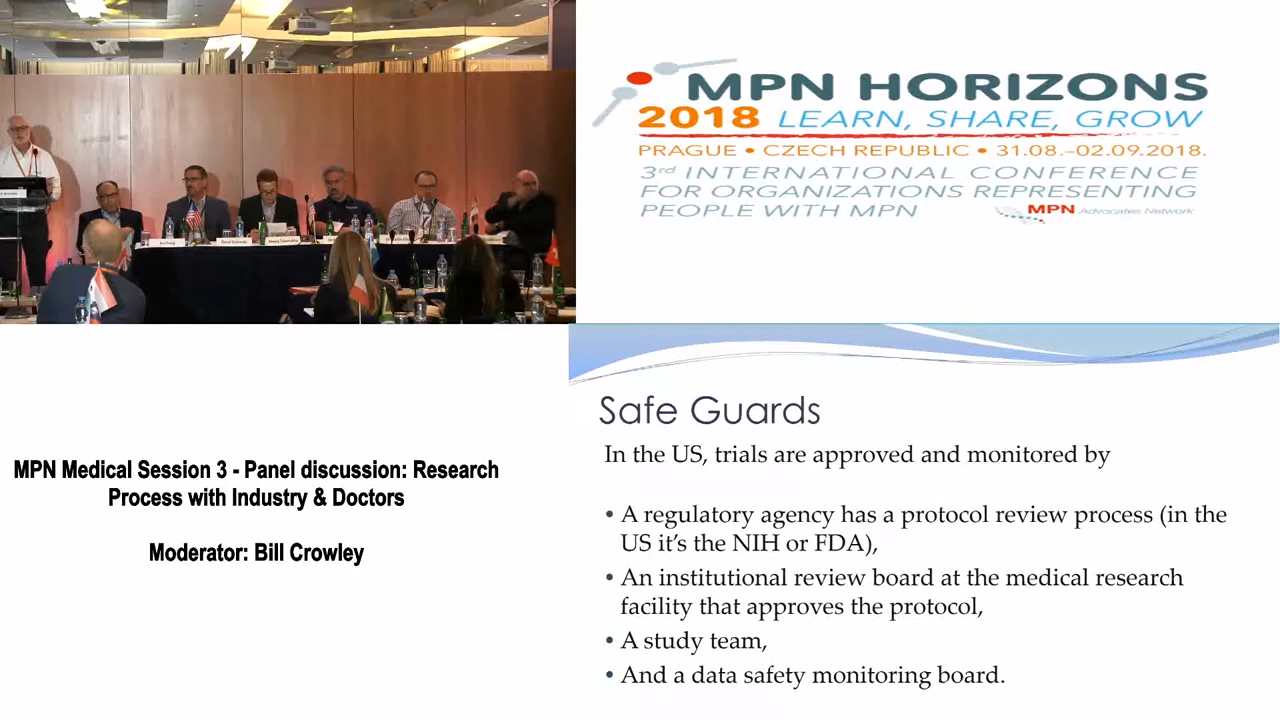 MPN HORIZONS
2018 LEARN, SHARE, GROW
PRAGUE • CZECH REPUBLIC • 31.08.-02.09.2018.
3rd INTERNATIONAL CONFERENCE
FOR ORGANIZATIONS REPRESENTING
PEOPLE WITH MPN
MPN Advocates Network
MPN Medical Session 3 - Panel discussion: Research
Process with Industry & Doctors
Moderator: Bill Crowley
Safe Guards
In the US, trials are approved and monitored by
• A regulatory agency has a protocol review process (in the
US it's the NIH or FDA),
• An institutional review board at the medical research
facility that approves the protocol,
• A study team,
• And a data safety monitoring board.